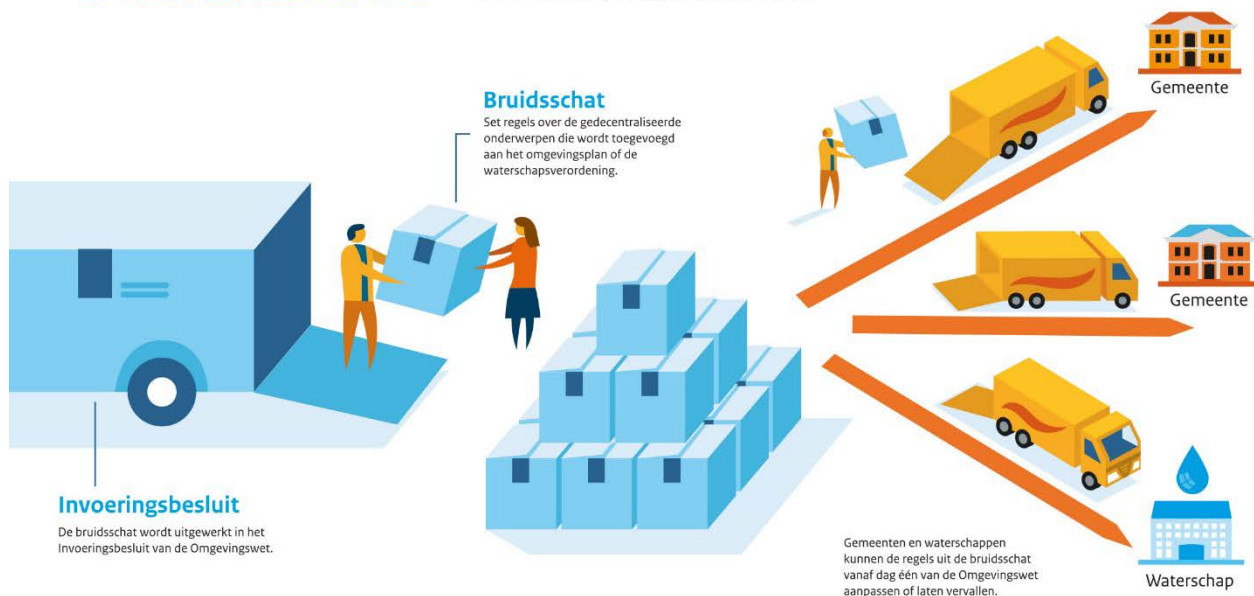 Bruidsschat
Set regels over de gedecentraliseerde
onderwerpen die wordt toegevoegd
aan het omgevingsplan of de
waterschapsverordening.
Gemeente
Gemeente
Invoeringsbesluit
De bruidsschat wordt uitgewerkt in het
Invoeringsbesluit van de Omgevingswet.
Gemeenten en waterschappen
kunnen de regels uit de bruidsschat
vanaf dag één van de Omgevingswet
aanpassen of laten vervallen.
Waterschap